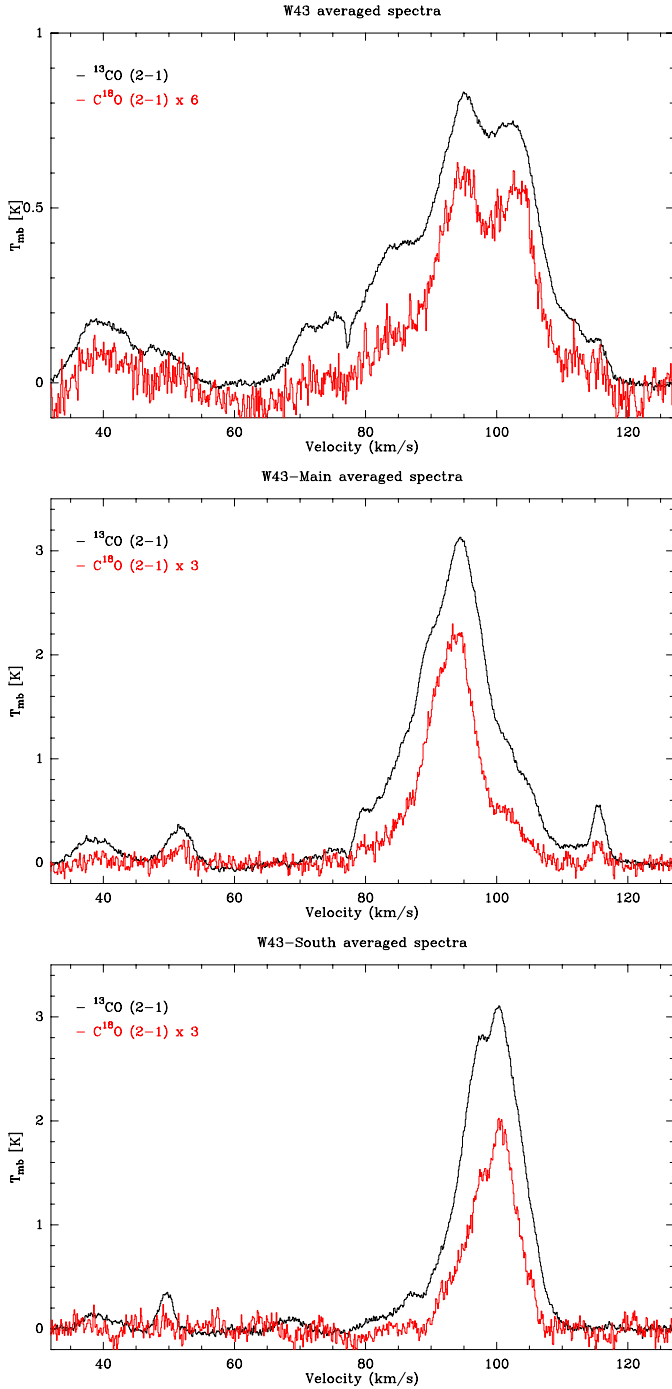 W43 averaged spectra
1
0.5
0
T_mb [K]
– ¹³CO (2–1)
– C¹⁸O (2–1) x 6
40 60 80 100 120
Velocity (km/s)
W43–Main averaged spectra
3
2
1
0
T_mb [K]
– ¹³CO (2–1)
– C¹⁸O (2–1) x 3
40 60 80 100 120
Velocity (km/s)
W43–South averaged spectra
3
2
1
0
T_mb [K]
– ¹³CO (2–1)
– C¹⁸O (2–1) x 3
40 60 80 100 120
Velocity (km/s)